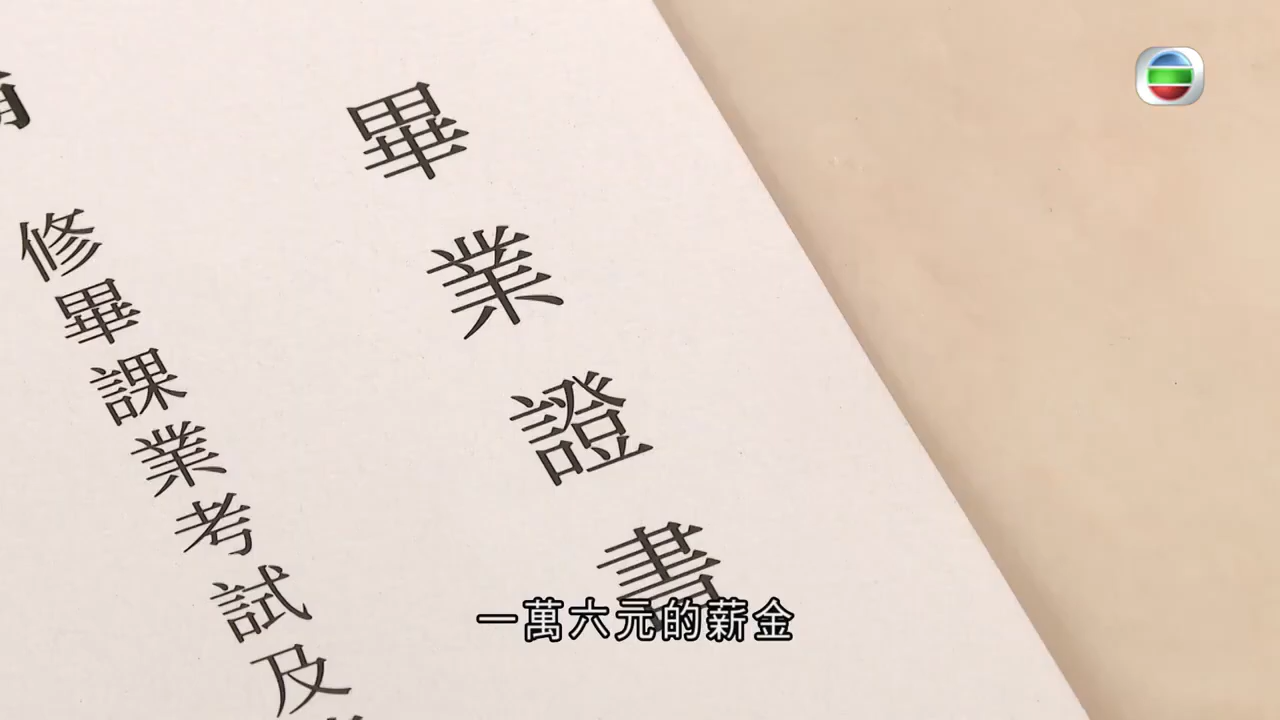 畢業證書
修畢課業考試及
一萬六元的薪金